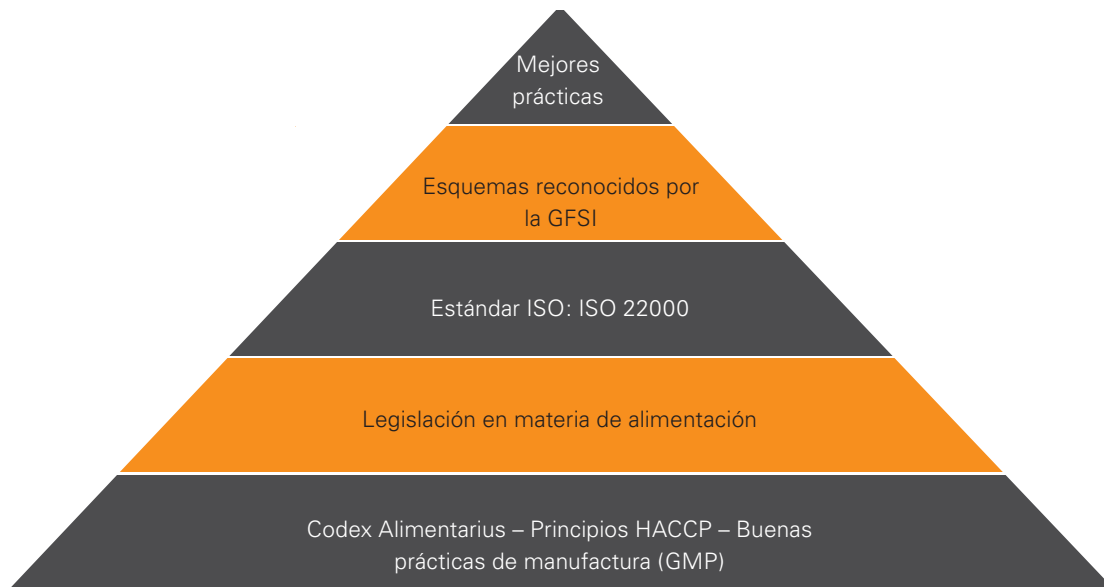 Mejores
prácticas
Esquemas reconocidos por
la GFSI
Estándar ISO: ISO 22000
Legislación en materia de alimentación
Codex Alimentarius – Principios HACCP – Buenas
prácticas de manufactura (GMP)